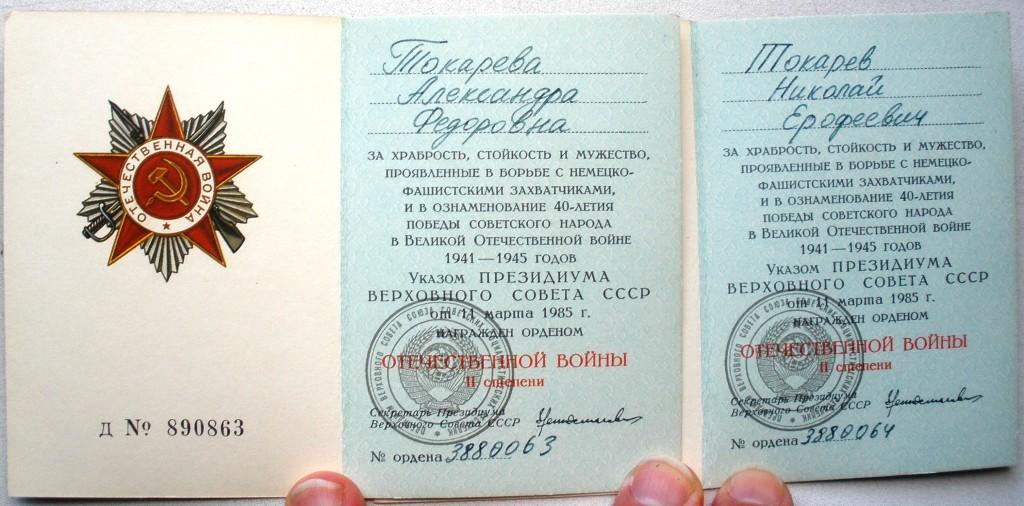 ОТЕЧЕСТВЕННАЯ ВОЙНА
Д № 890863
Токарева
Александра
Федоровна
ЗА ХРАБРОСТЬ, СТОЙКОСТЬ И МУЖЕСТВО,
ПРОЯВЛЕННЫЕ В БОРЬБЕ С НЕМЕЦКО-
ФАШИСТСКИМИ ЗАХВАТЧИКАМИ,
И В ОЗНАМЕНОВАНИЕ 40-ЛЕТИЯ
ПОБЕДЫ СОВЕТСКОГО НАРОДА
В ВЕЛИКОЙ ОТЕЧЕСТВЕННОЙ ВОЙНЕ
1941—1945 ГОДОВ
УКАЗОМ ПРЕЗИДИУМА
ВЕРХОВНОГО СОВЕТА СССР
от 11 марта 1985 г.
НАГРАЖДЕН ОРДЕНОМ
ОТЕЧЕСТВЕННОЙ ВОЙНЫ
II степени
Секретарь Президиума
Верховного Совета СССР
№ ордена 3880063
Токарев
Николай
Ерофеевич
ЗА ХРАБРОСТЬ, СТОЙКОСТЬ И МУЖЕСТВО,
ПРОЯВЛЕННЫЕ В БОРЬБЕ С НЕМЕЦКО-
ФАШИСТСКИМИ ЗАХВАТЧИКАМИ,
И В ОЗНАМЕНОВАНИЕ 40-ЛЕТИЯ
ПОБЕДЫ СОВЕТСКОГО НАРОДА
В ВЕЛИКОЙ ОТЕЧЕСТВЕННОЙ ВОЙНЕ
1941—1945 ГОДОВ
УКАЗОМ ПРЕЗИДИУМА
ВЕРХОВНОГО СОВЕТА СССР
от 11 марта 1985 г.
НАГРАЖДЕН ОРДЕНОМ
ОТЕЧЕСТВЕННОЙ ВОЙНЫ
II степени
Секретарь Президиума
Верховного Совета СССР
№ ордена 3880064